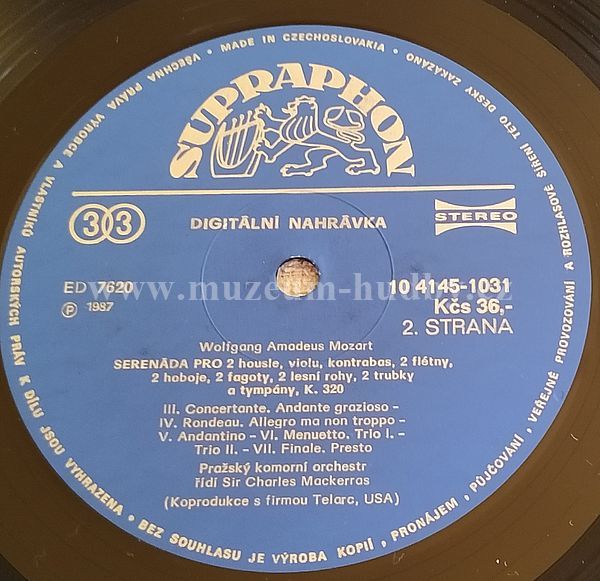 VŠECHNA PRÁVA VÝROBCE A VLASTNÍKŮ AUTORSKÝCH PRÁV K DÍLU JSOU VYHRAZENA • BEZ SOUHLASU JE VÝROBA KOPIÍ, PRONÁJEM, PŮJČOVÁNÍ, VEŘEJNÉ PROVOZOVÁNÍ A ROZHLASOVÉ ŠÍŘENÍ TÉTO DESKY ZAKÁZÁNO • MADE IN CZECHOSLOVAKIA •
SUPRAPHON
33 DIGITÁLNÍ NAHRÁVKA STEREO
ED 7620 10 4145-1031
℗ 1987 Kčs 36,-
www.muzeum-hudby.cz
2. STRANA
Wolfgang Amadeus Mozart
SERENÁDA PRO 2 housle, violu, kontrabas, 2 flétny,
2 hoboje, 2 fagoty, 2 lesní rohy, 2 trubky
a tympány, K. 320
III. Concertante. Andante grazioso –
IV. Rondeau. Allegro ma non troppo –
V. Andantino – VI. Menuetto. Trio I. –
Trio II. – VII. Finale. Presto
Pražský komorní orchestr
řídí Sir Charles Mackerras
(Koprodukce s firmou Telarc, USA)